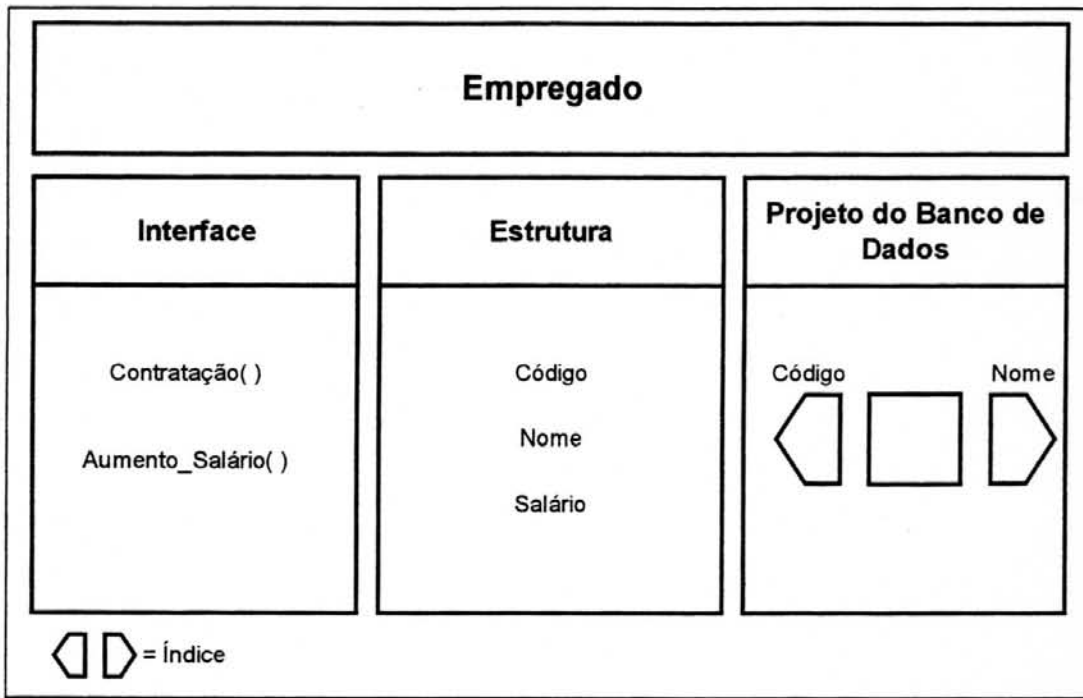 Empregado
Interface
Contratação( )
Aumento_Salário( )
Estrutura
Código
Nome
Salário
Projeto do Banco de
Dados
Código Nome
= Índice